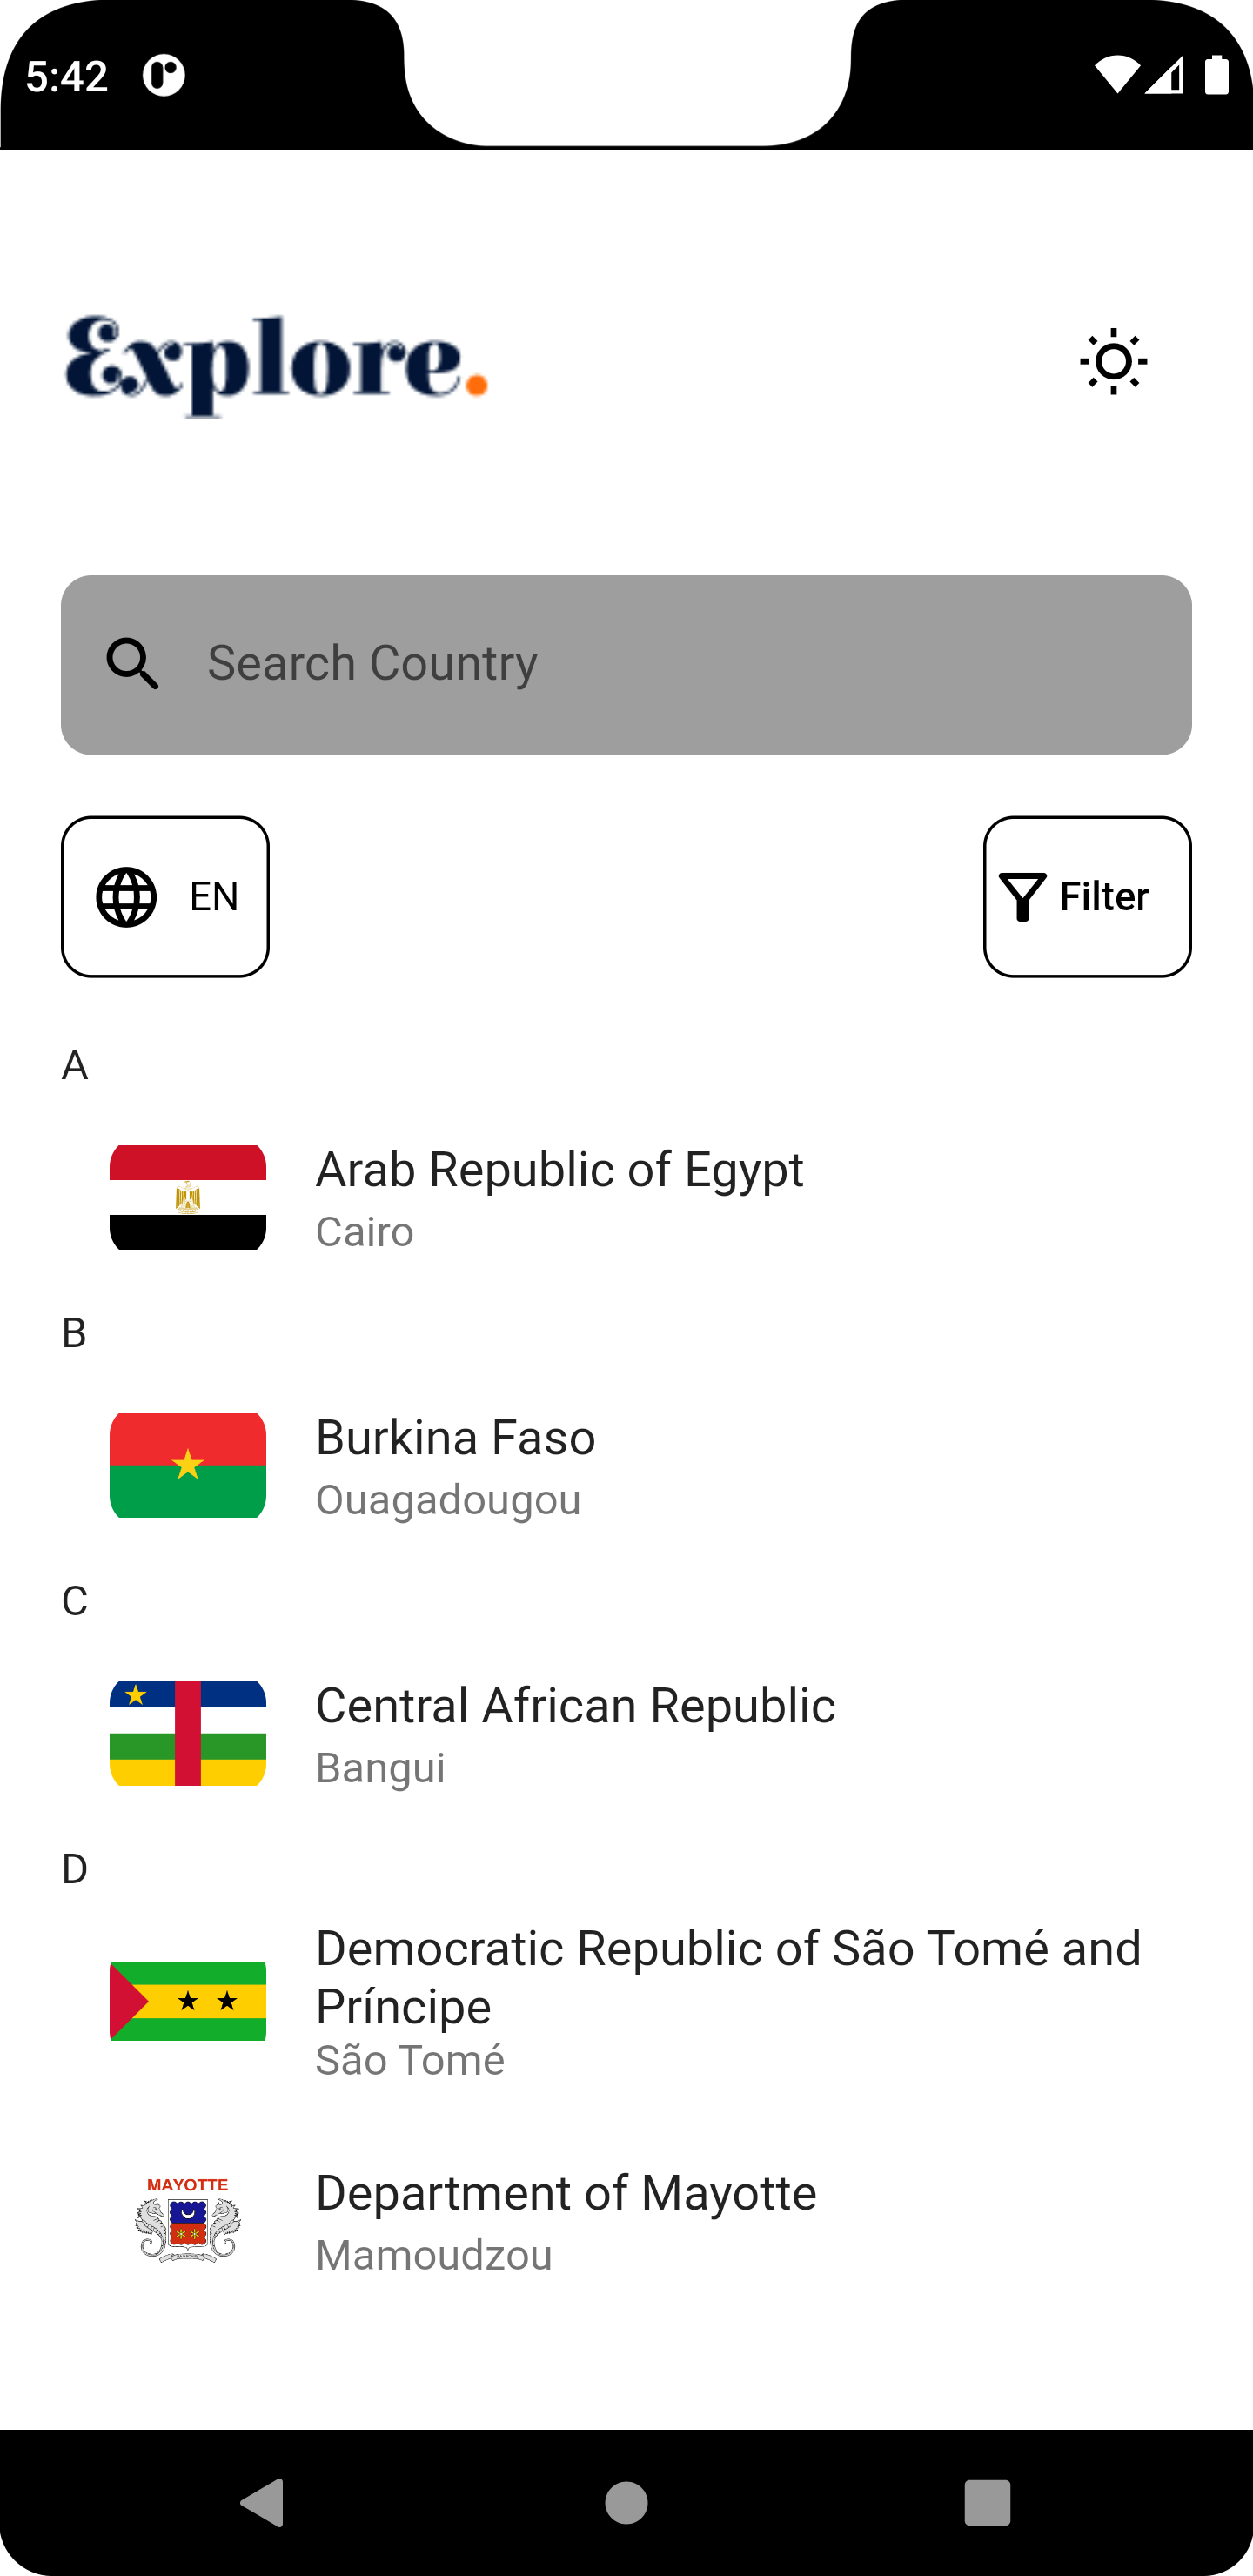 5:42
Explore.
Search Country
EN
Filter
A
Arab Republic of Egypt
Cairo
B
Burkina Faso
Ouagadougou
C
Central African Republic
Bangui
D
Democratic Republic of São Tomé and
Príncipe
São Tomé
MAYOTTE
Department of Mayotte
Mamoudzou